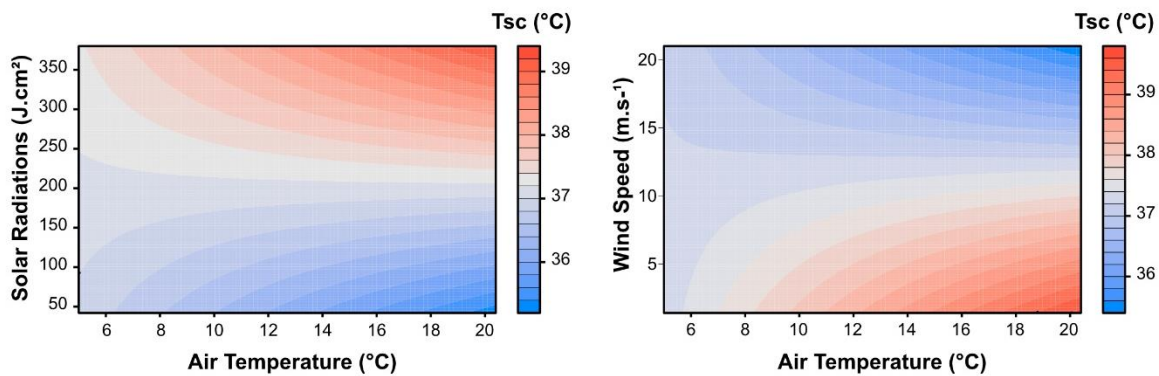 Tsc (°C)
Solar Radiations (J.cm²)
350
300
250
200
150
100
50
6 8 10 12 14 16 18 20
Air Temperature (°C)
39
38
37
36
Tsc (°C)
Wind Speed (m.s-¹)
20
15
10
5
6 8 10 12 14 16 18 20
Air Temperature (°C)
39
38
37
36